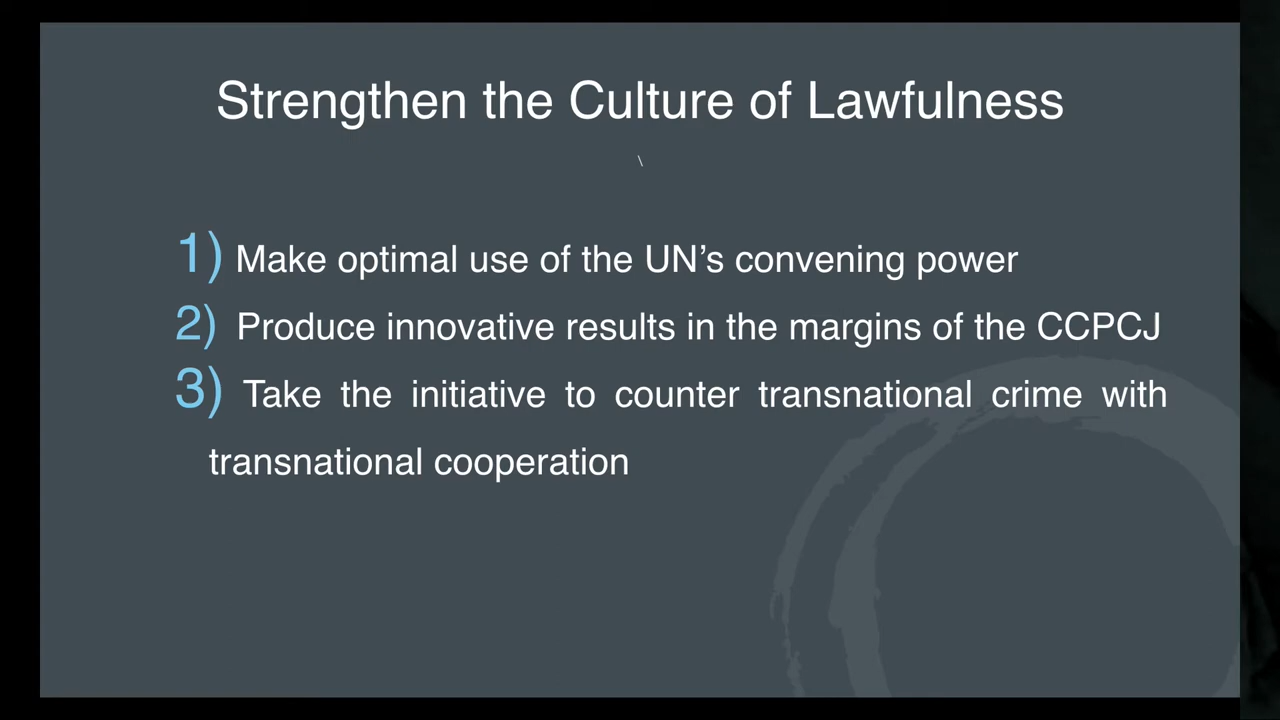 Strengthen the Culture of Lawfulness
\
1) Make optimal use of the UN’s convening power
2) Produce innovative results in the margins of the CCPCJ
3) Take the initiative to counter transnational crime with
transnational cooperation